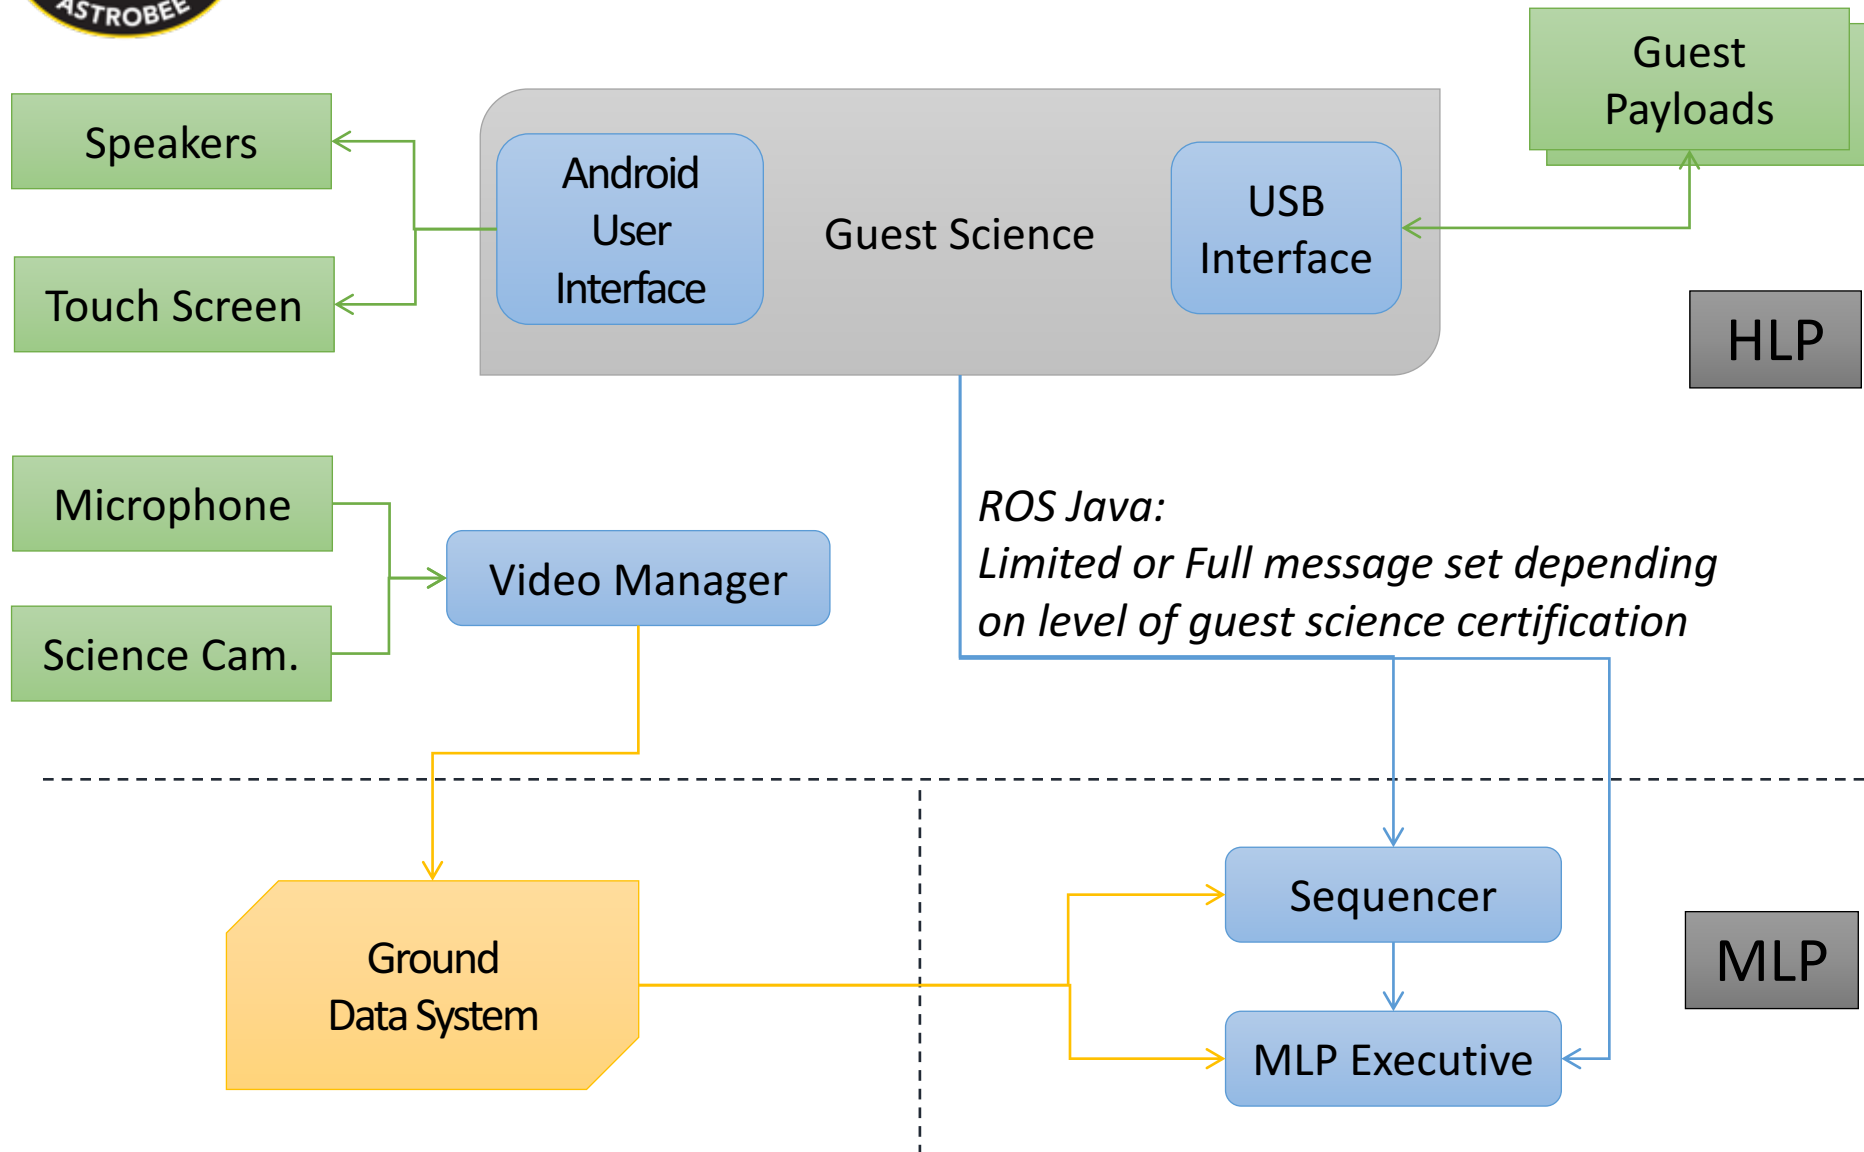 ASTROBEE
Guest
Payloads
Speakers
Android
User
Interface
Guest Science
USB
Interface
Touch Screen
HLP
Microphone
Video Manager
Science Cam.
ROS Java:
Limited or Full message set depending
on level of guest science certification
Sequencer
Ground
Data System
MLP
MLP Executive